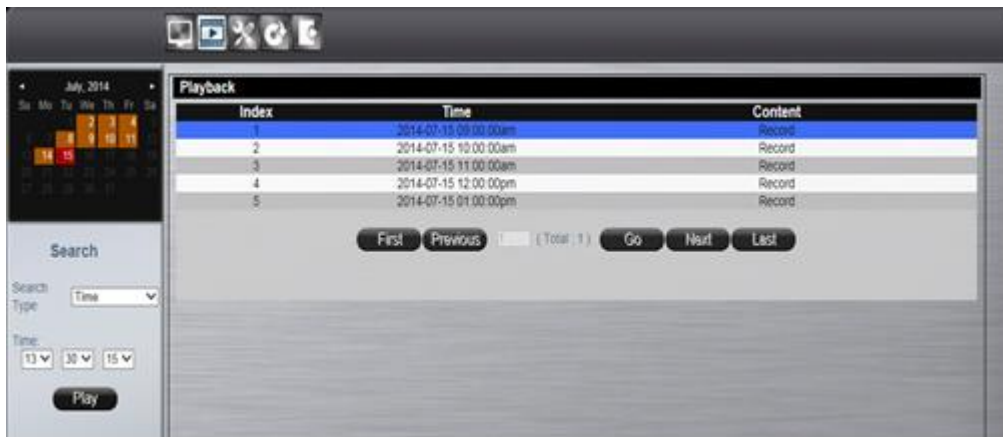 July, 2014
Su Mo Tu We Th Fr Sa
2 3 4
8 9 10 11
14 15
Search
Search
Type
Time
Time:
13 30 15
Play
Playback
Index Time Content
1 2014-07-15 09:00:00am Record
2 2014-07-15 10:00:00am Record
3 2014-07-15 11:00:00am Record
4 2014-07-15 12:00:00pm Record
5 2014-07-15 01:00:00pm Record
First Previous 1 ( Total : 1 ) Go Next Last